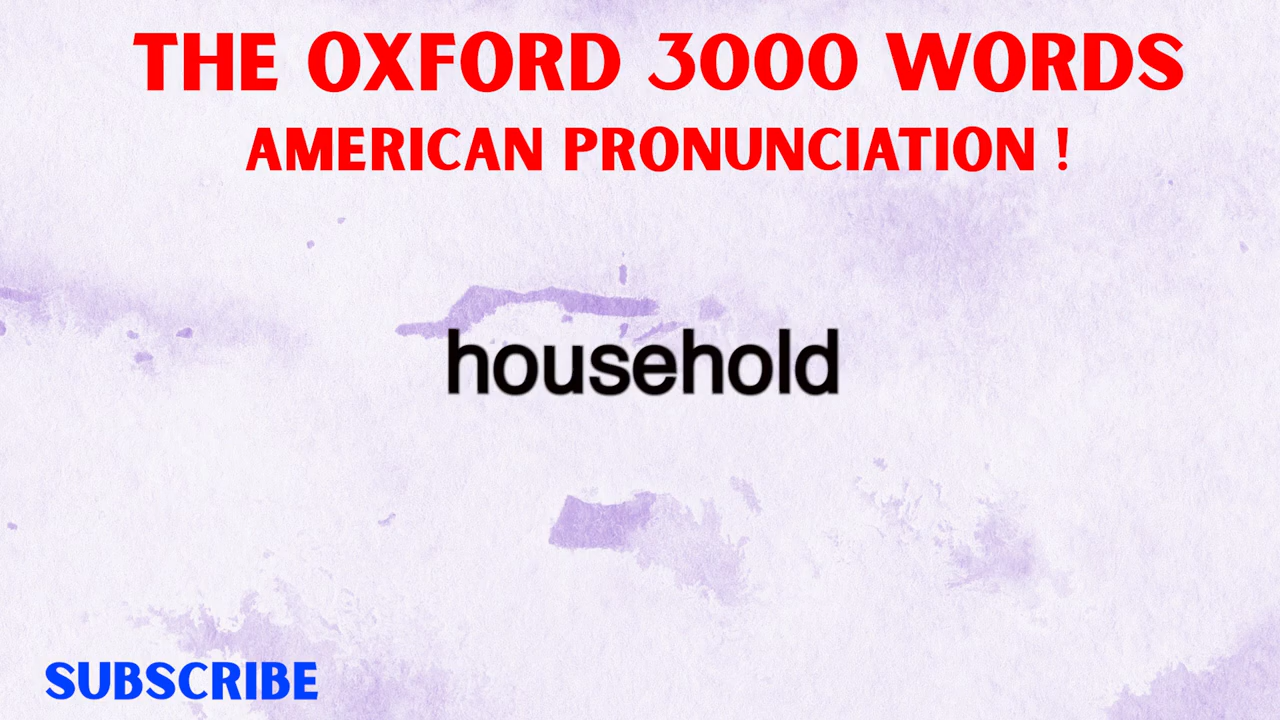 THE OXFORD 3000 WORDS
AMERICAN PRONUNCIATION !
household
SUBSCRIBE